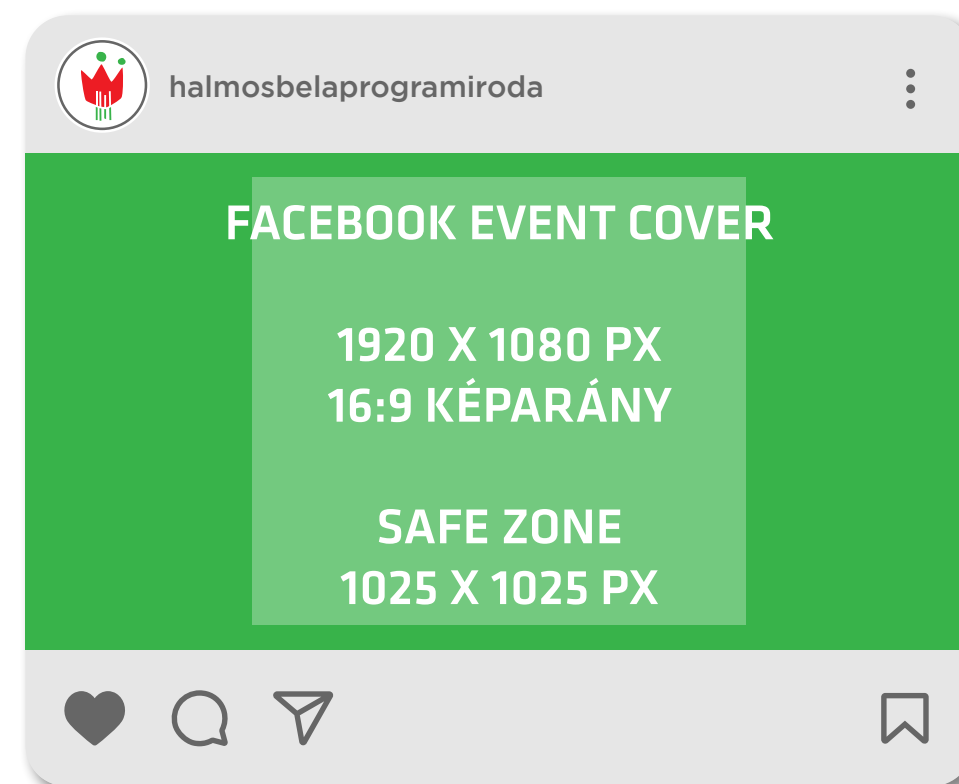 halmosbelaprogramiroda
FACEBOOK EVENT COVER
1920 X 1080 PX
16:9 KÉPARÁNY
SAFE ZONE
1025 X 1025 PX